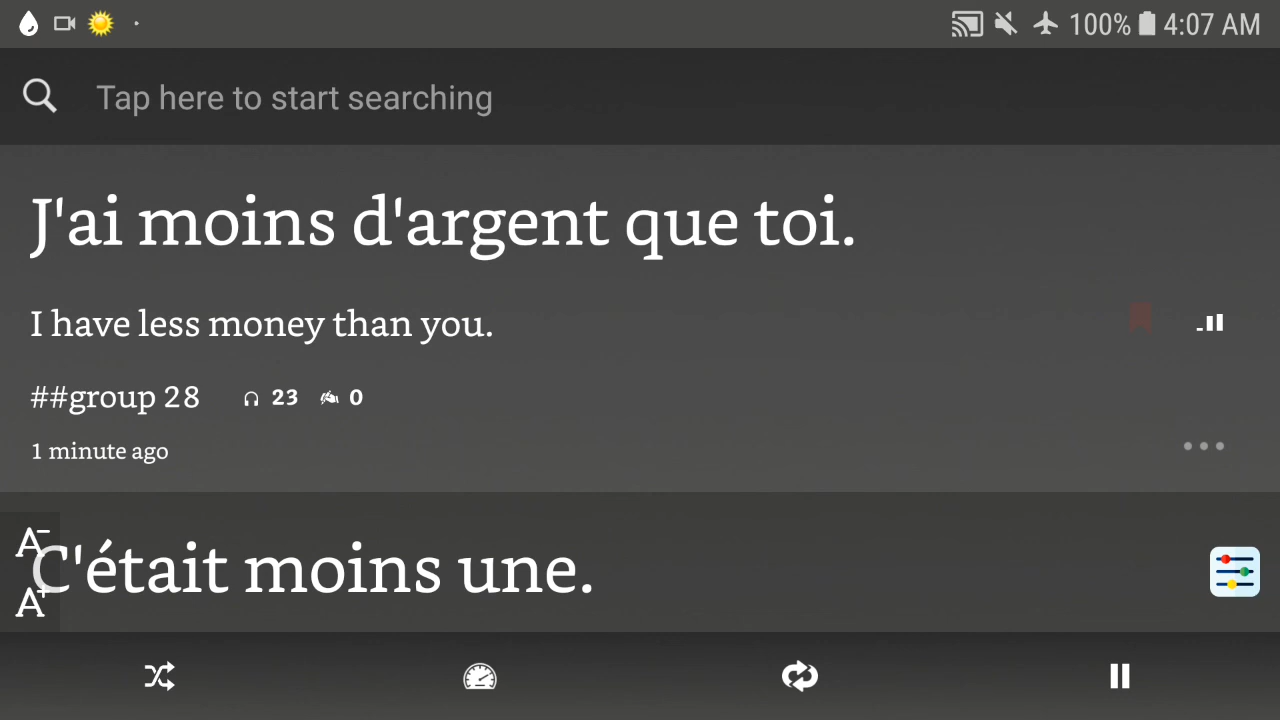 100% 4:07 AM
Tap here to start searching
J'ai moins d'argent que toi.
I have less money than you.
##group 28 23 0
1 minute ago
A-
C'était moins une.
A+